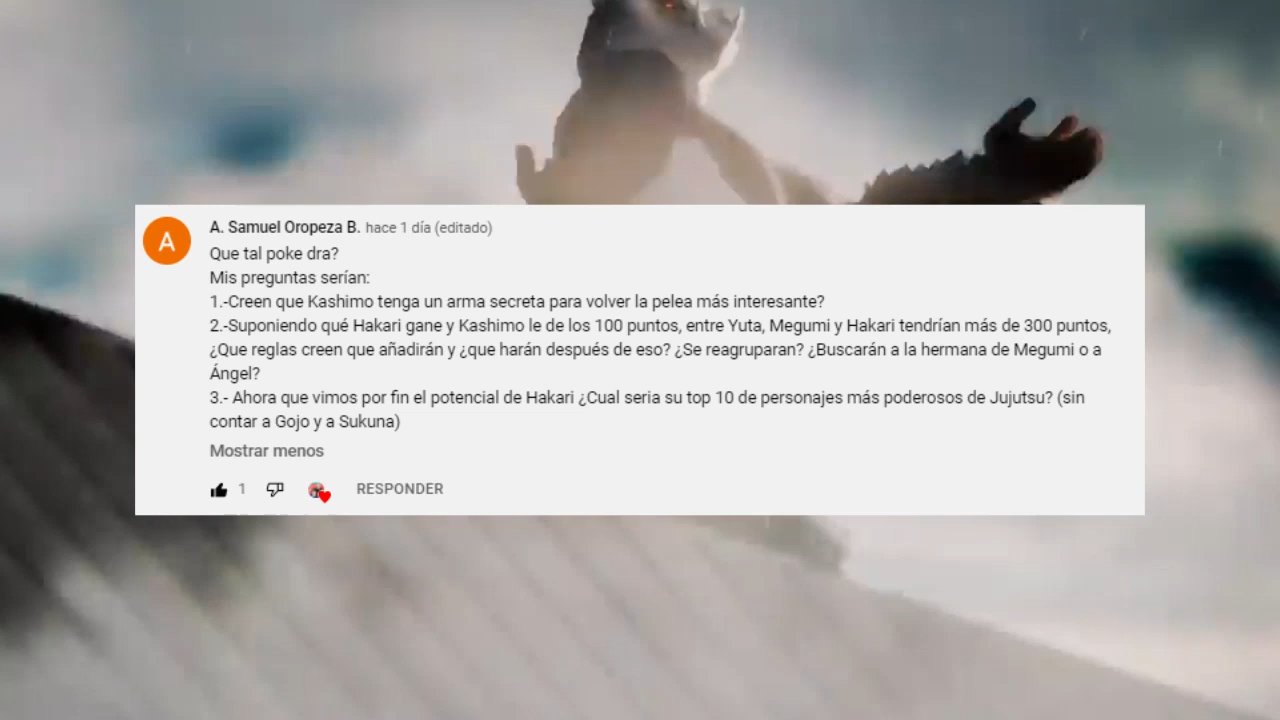 A. Samuel Oropeza B. hace 1 día (editado)
Que tal poke dra?
Mis preguntas serían:
1.-Creen que Kashimo tenga un arma secreta para volver la pelea más interesante?
2.-Suponiendo qué Hakari gane y Kashimo le de los 100 puntos, entre Yuta, Megumi y Hakari tendrían más de 300 puntos,
¿Que reglas creen que añadirán y ¿que harán después de eso? ¿Se reagruparan? ¿Buscarán a la hermana de Megumi o a
Ángel?
3.- Ahora que vimos por fin el potencial de Hakari ¿Cual seria su top 10 de personajes más poderosos de Jujutsu? (sin
contar a Gojo y a Sukuna)
Mostrar menos
1 RESPONDER